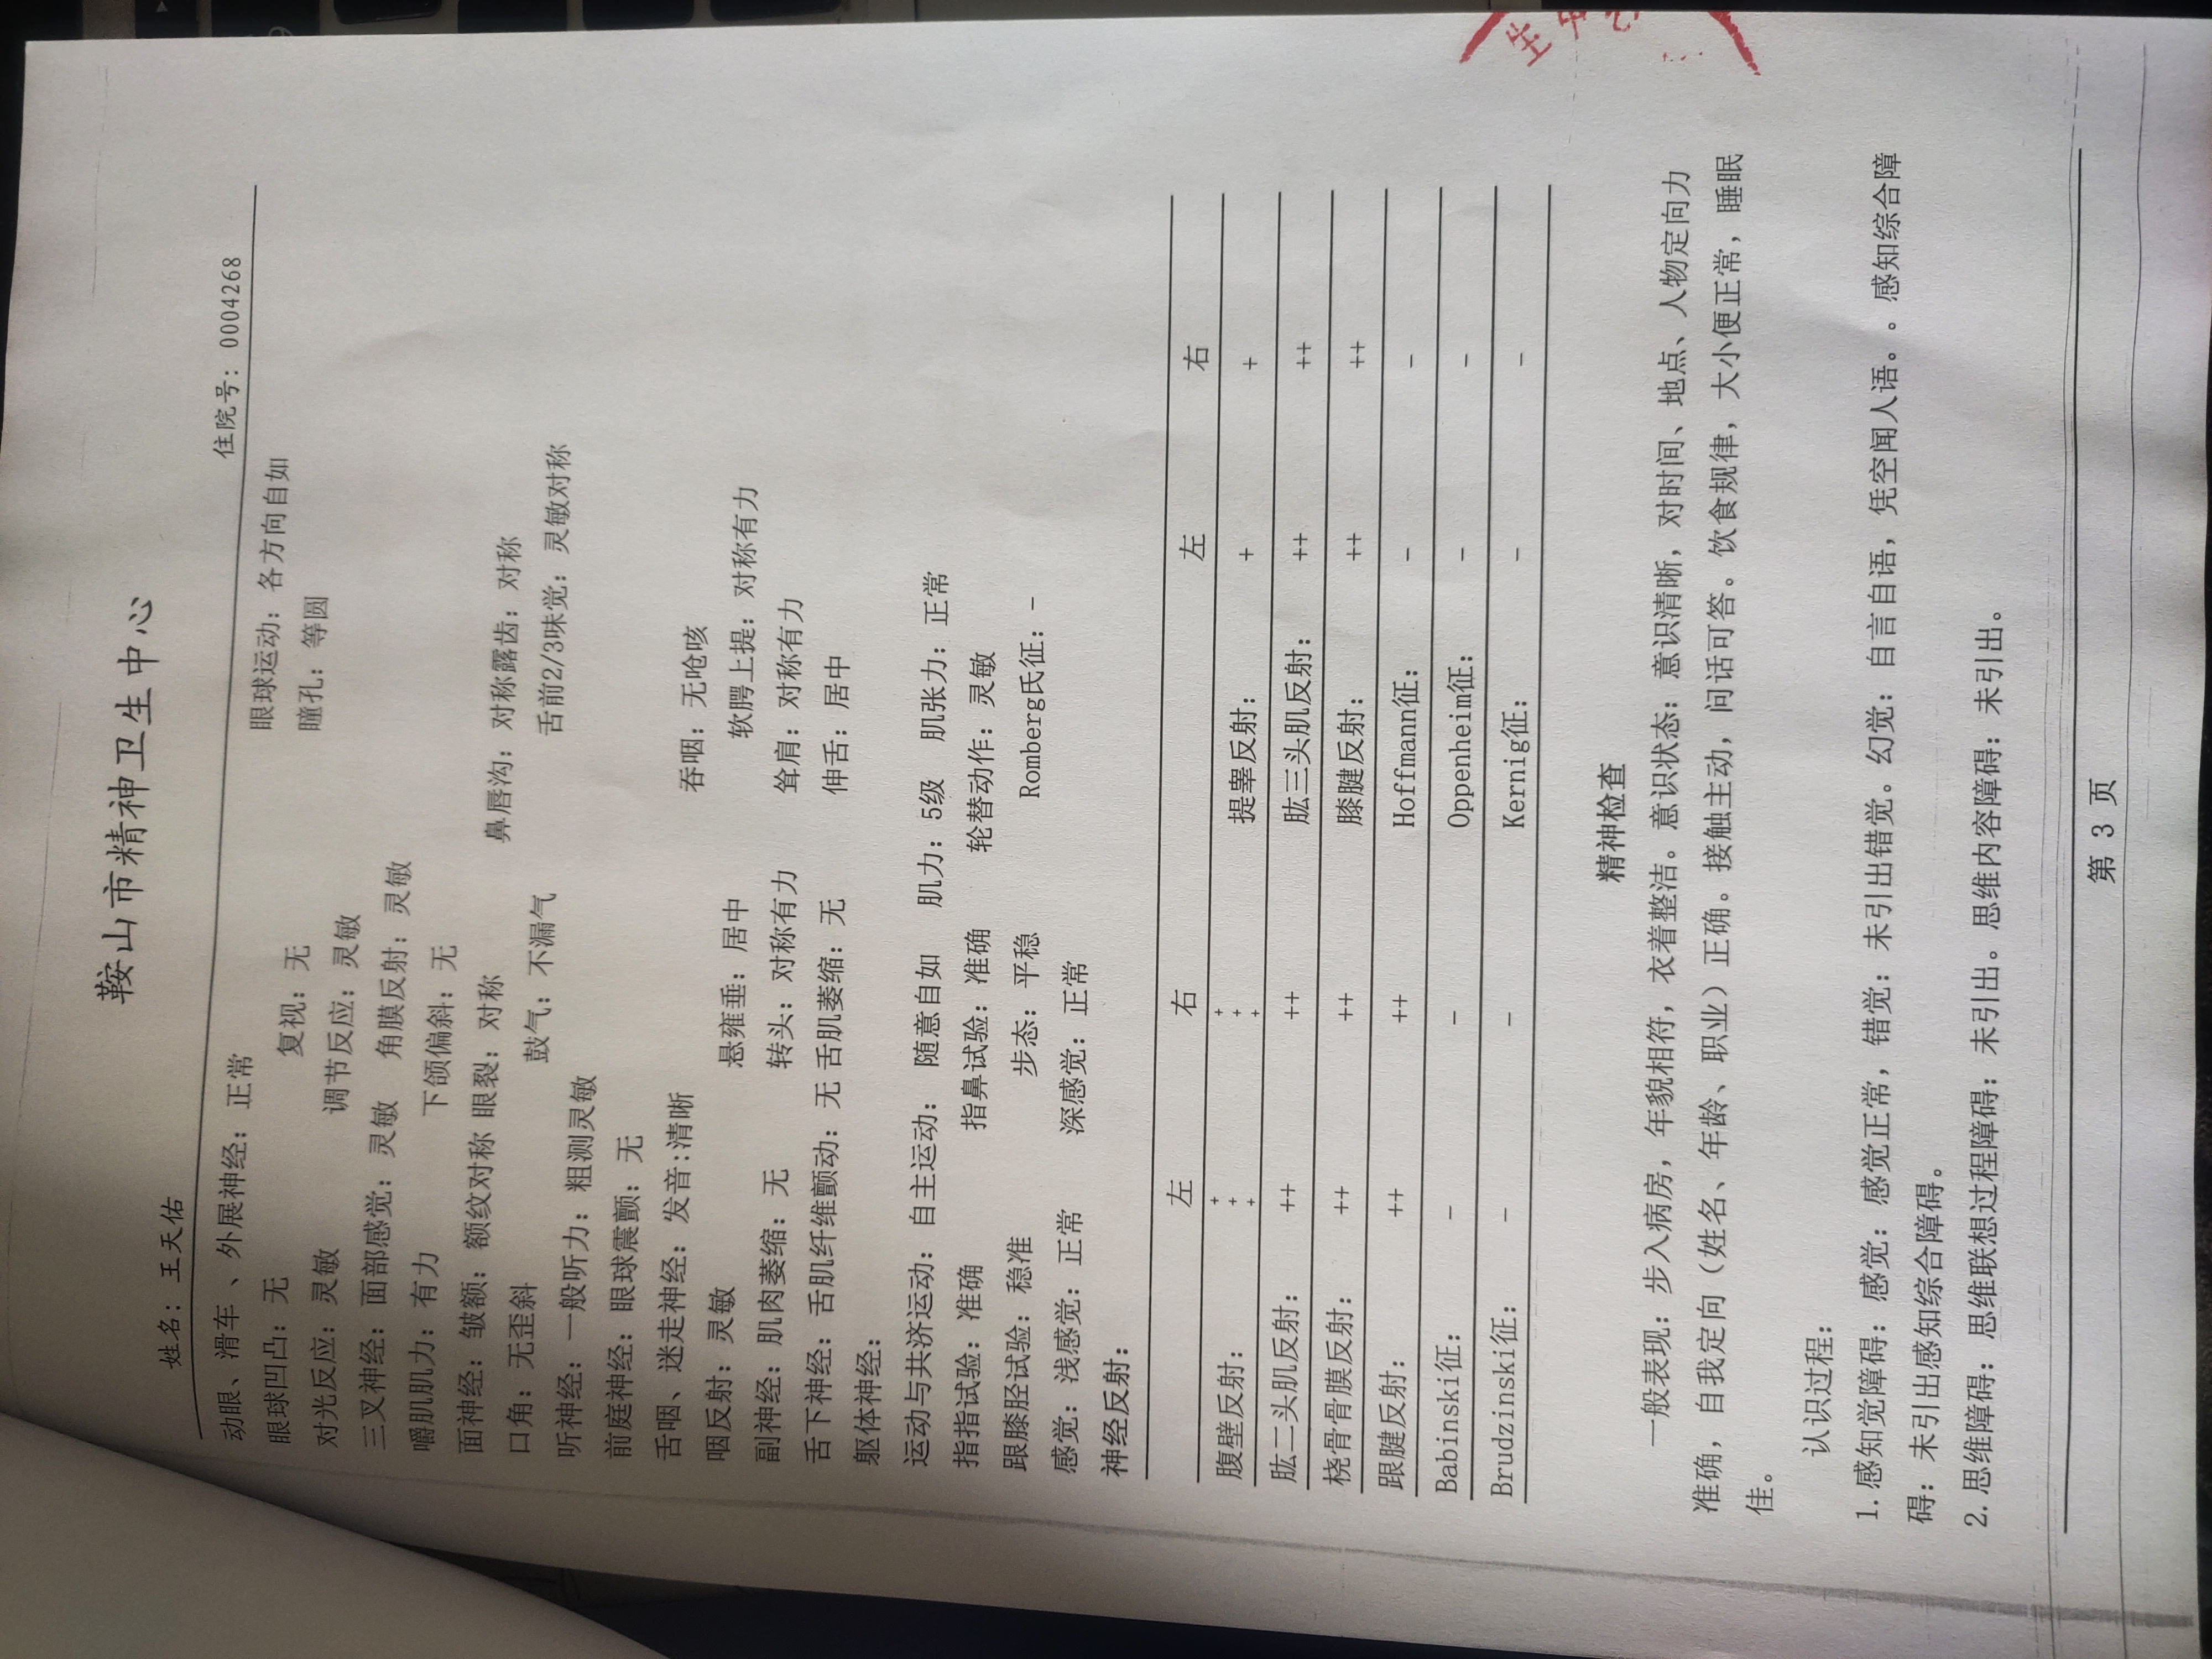 鞍山市精神卫生中心
姓名：王天佑
住院号：0004268
动眼、滑车 、外展神经：正常 眼球运动：各方向自如
眼球凹凸：无 复视：无 瞳孔：等圆
对光反应：灵敏 调节反应：灵敏
三叉神经：面部感觉：灵敏 角膜反射：灵敏
嚼肌肌力：有力 下颌偏斜：无
面神经：皱额：额纹对称 眼裂：对称 鼻唇沟：对称露齿：对称
口角：无歪斜 鼓气：不漏气 舌前2/3味觉：灵敏对称
听神经：一般听力：粗测灵敏
前庭神经：眼球震颤：无
舌咽、迷走神经：发音:清晰 吞咽：无呛咳
咽反射：灵敏 悬雍垂：居中 软腭上提：对称有力
副神经：肌肉萎缩：无 转头：对称有力 耸肩：对称有力
舌下神经：舌肌纤维颤动：无 舌肌萎缩：无 伸舌：居中
躯体神经：
运动与共济运动：自主运动： 随意自如 肌力：5级 肌张力：正常
指指试验：准确 指鼻试验：准确 轮替动作：灵敏
跟膝胫试验：稳准 步态：平稳 Romberg氏征：-
感觉：浅感觉：正常 深感觉：正常
神经反射：
左 右 左 右
腹壁反射： +++ +++ 提睾反射： + +
肱二头肌反射： ++ ++ 肱三头肌反射： ++ ++
桡骨骨膜反射： ++ ++ 膝腱反射： ++ ++
跟腱反射： ++ ++ Hoffmann征： - -
Babinski征： - - Oppenheim征： - -
Brudzinski征： - - Kernig征： - -
精神检查
一般表现：步入病房，年貌相符，衣着整洁。意识状态：意识清晰，对时间、地点、人物定向力
准确，自我定向（姓名、年龄、职业）正确。接触主动，问话可答。饮食规律，大小便正常，睡眠
佳。
认识过程：
1.感知觉障碍：感觉：感觉正常，错觉：未引出错觉。幻觉：自言自语，凭空闻人语。。感知综合障
碍：未引出感知综合障碍。
2.思维障碍：思维联想过程障碍：未引出。思维内容障碍：未引出。
第 3 页
生中心